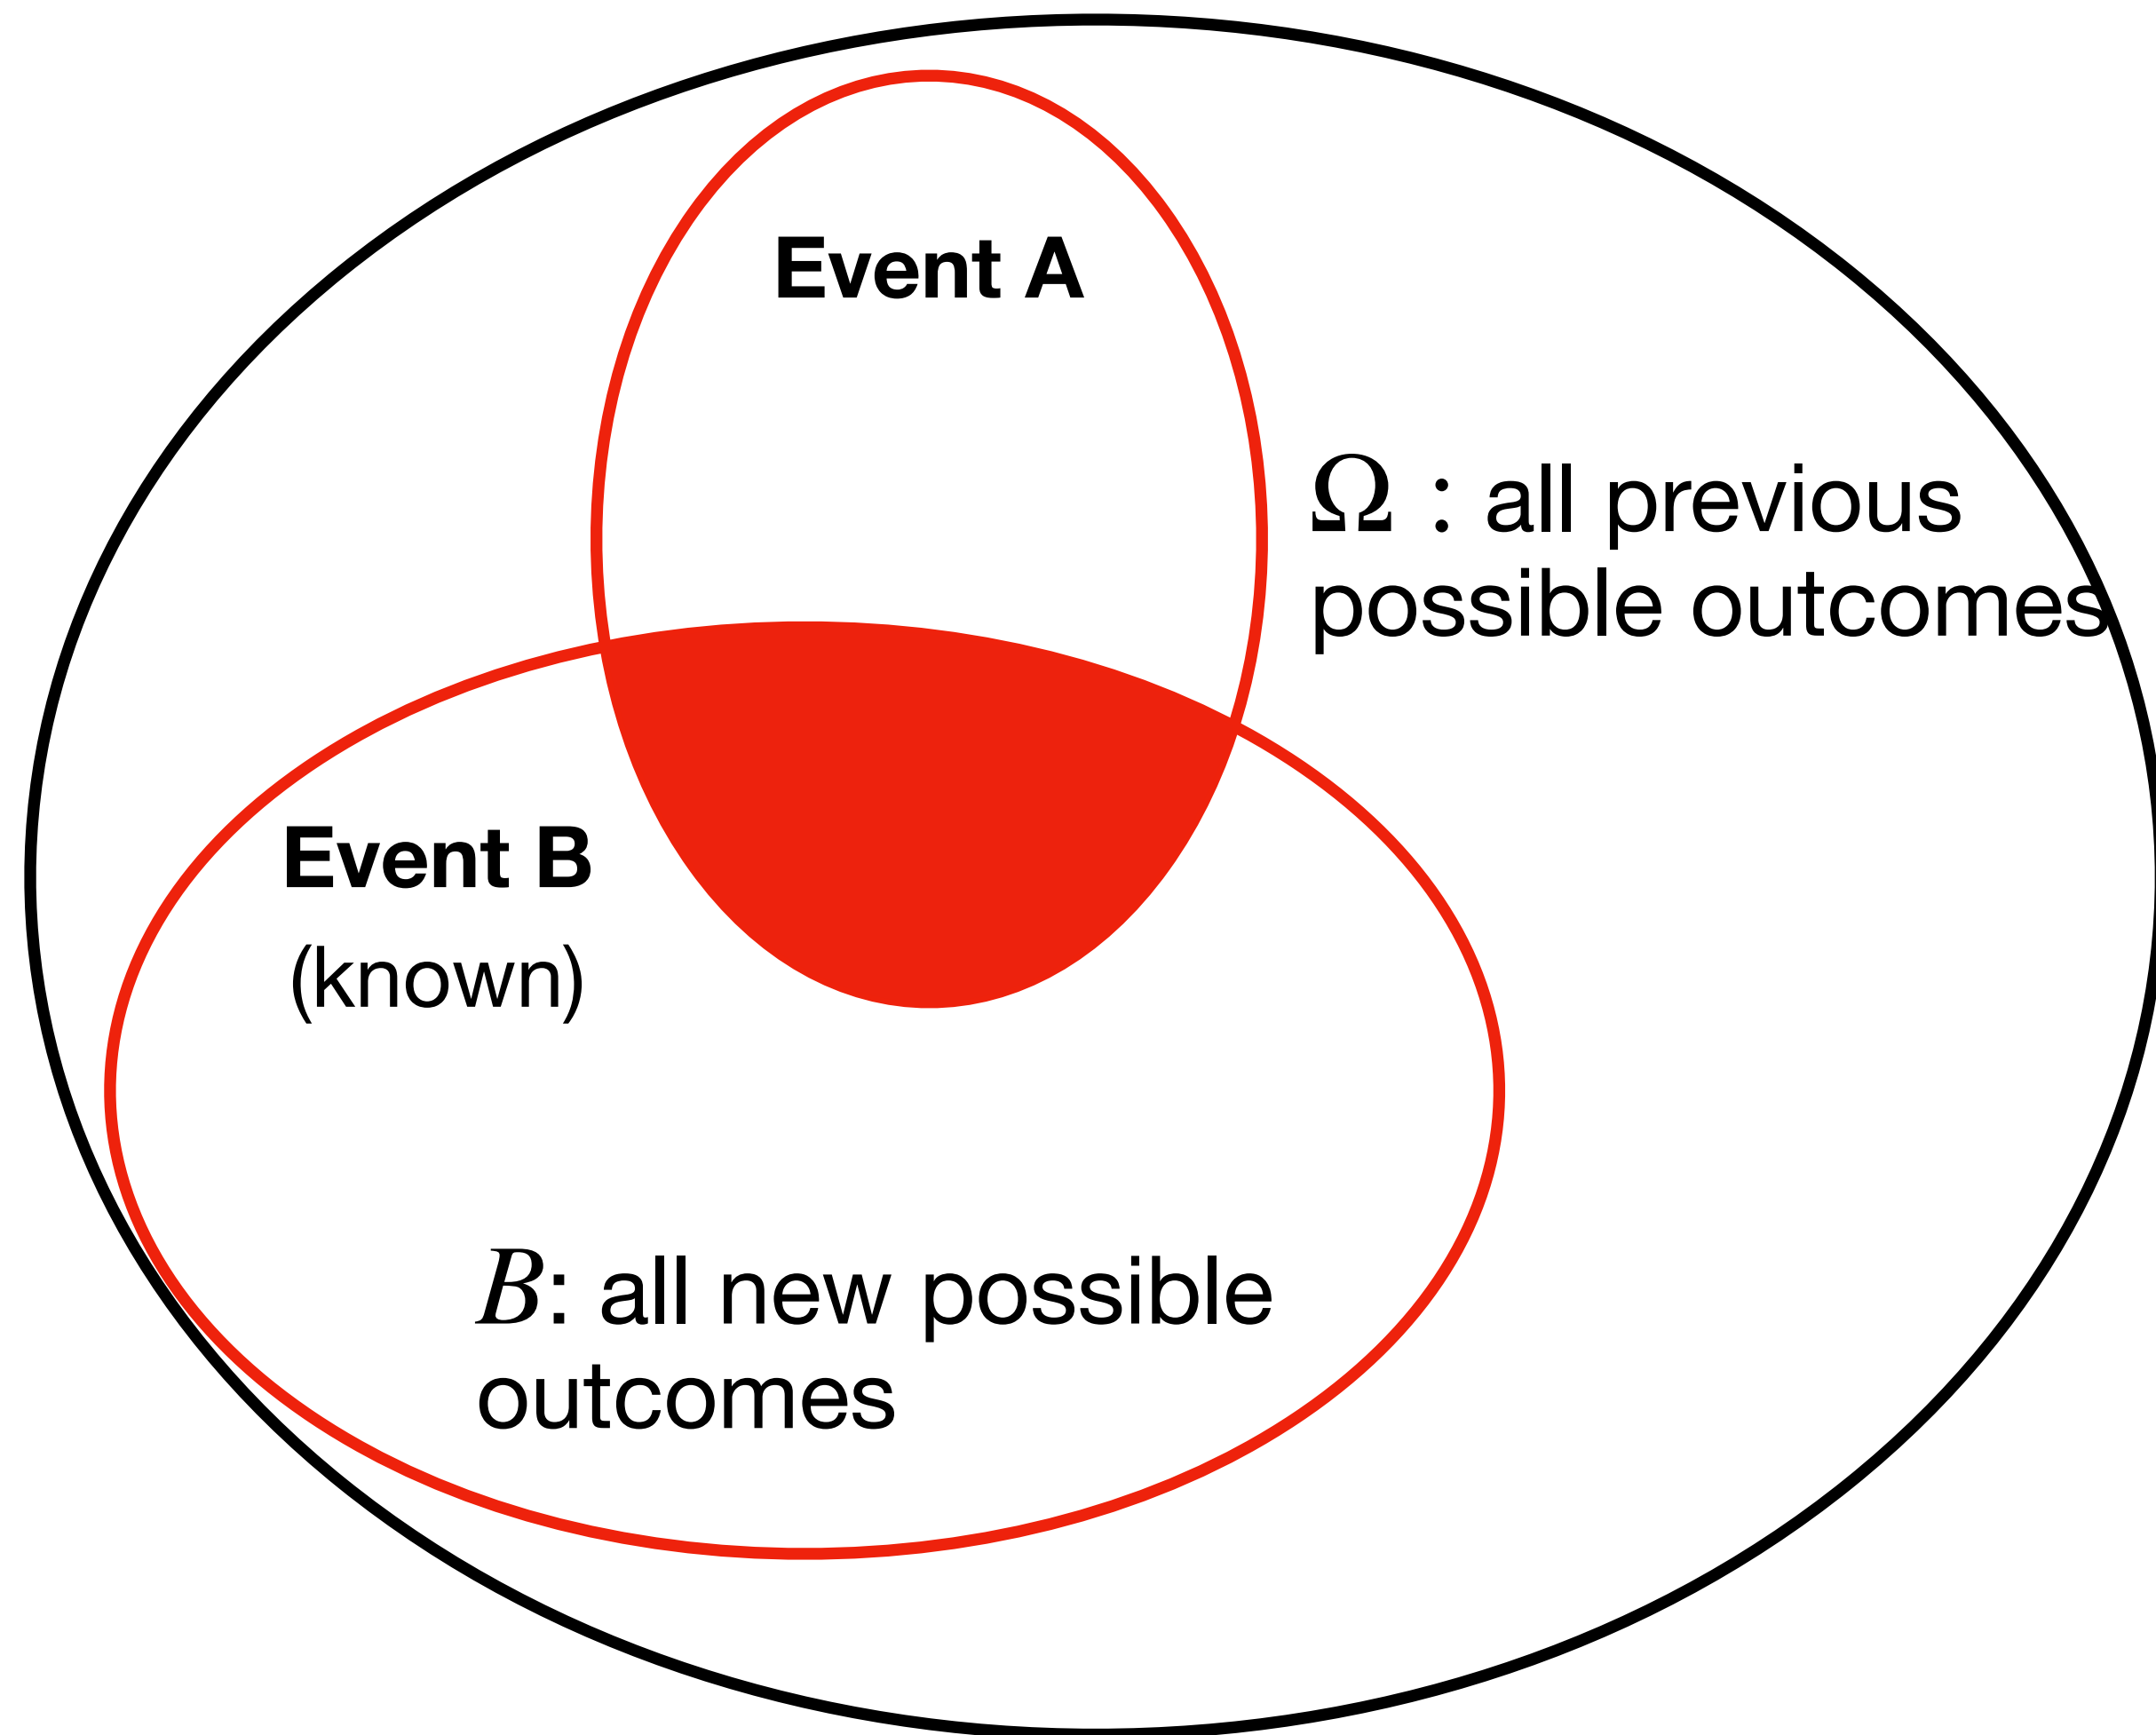 Event A
Ω : all previous
possible outcomes
Event B
(known)
B: all new possible
outcomes